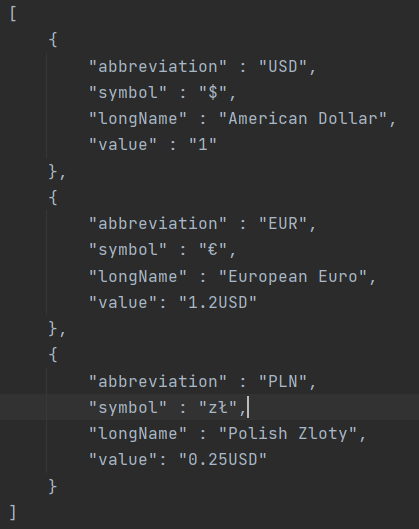 [
    {
        "abbreviation" : "USD",
        "symbol" : "$",
        "longName" : "American Dollar",
        "value" : "1"
    },
    {
        "abbreviation" : "EUR",
        "symbol" : "€",
        "longName" : "European Euro",
        "value": "1.2USD"
    },
    {
        "abbreviation" : "PLN",
        "symbol" : "zł",
        "longName" : "Polish Zloty",
        "value": "0.25USD"
    }
]